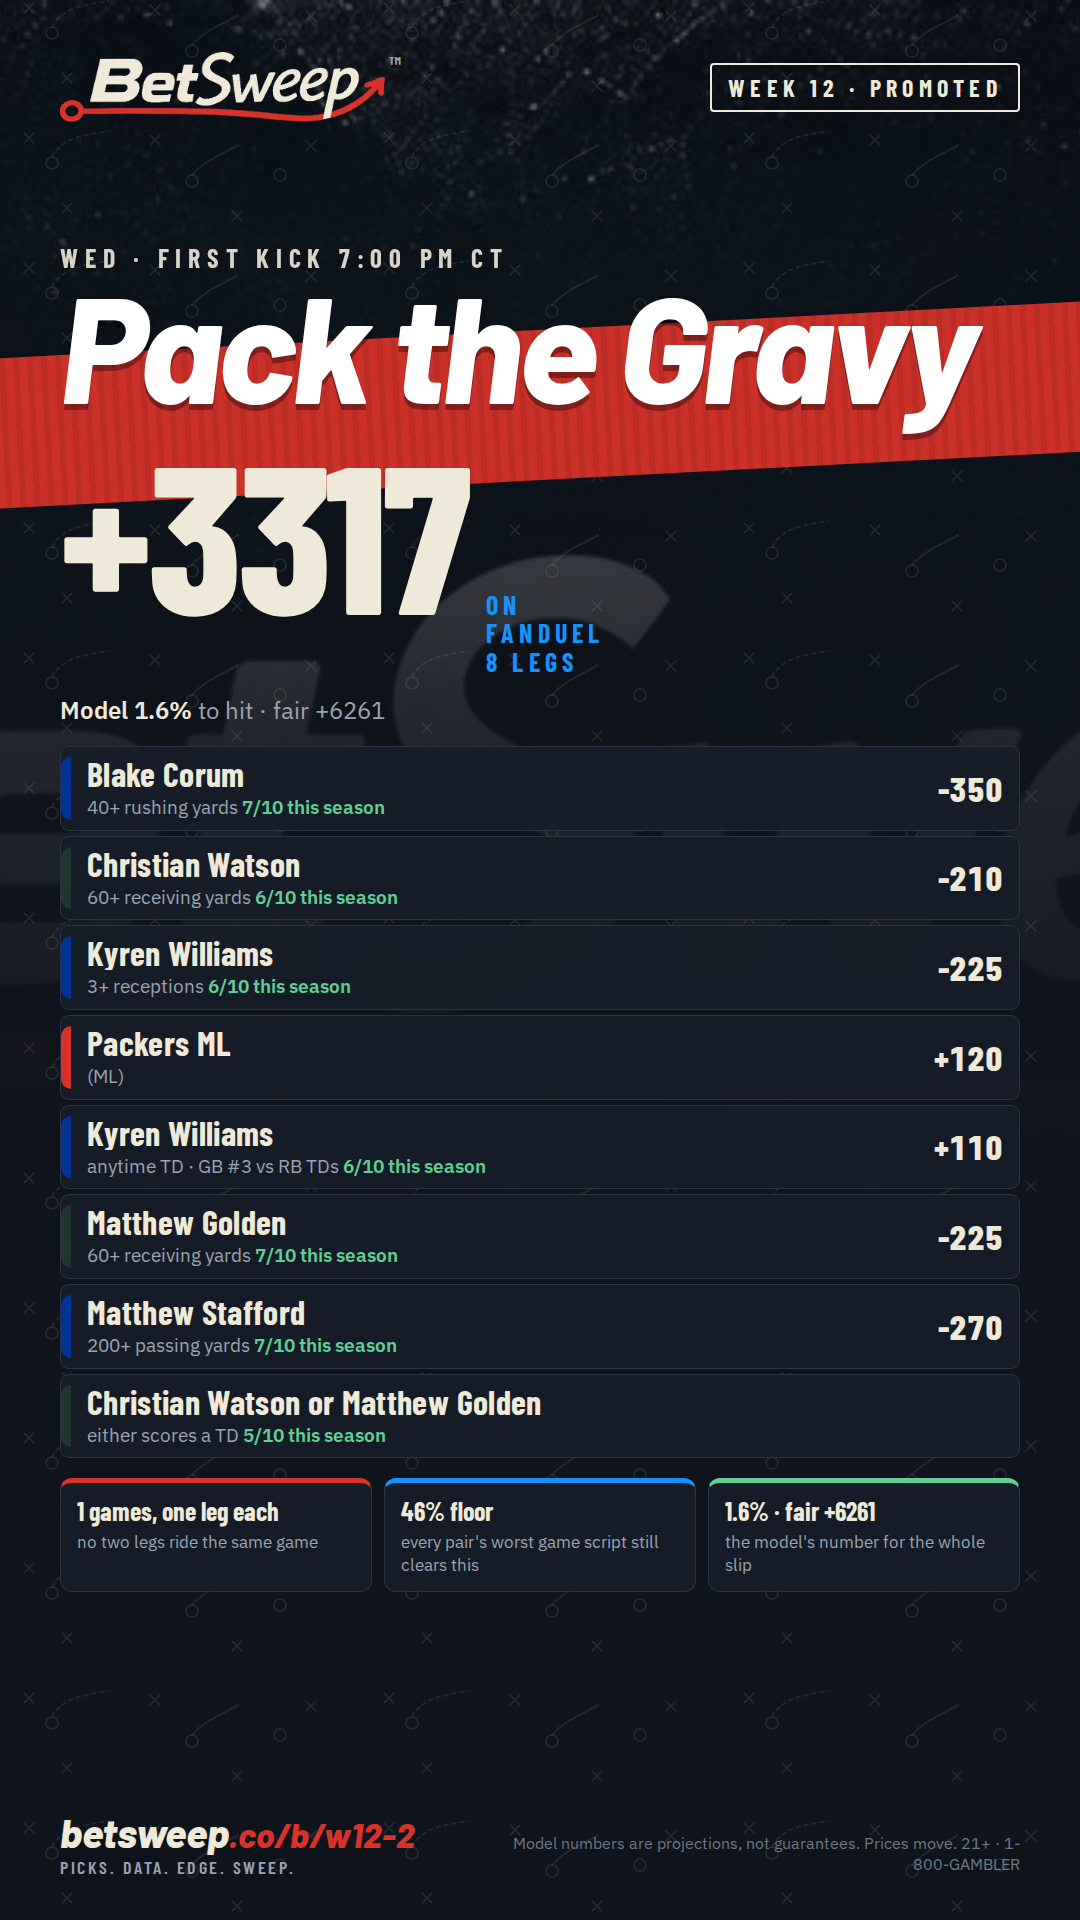 BetSweep™
WEEK 12 · PROMOTED
WED · FIRST KICK 7:00 PM CT
Pack the Gravy
+3317
ON
FANDUEL
8 LEGS
Model 1.6% to hit · fair +6261
Blake Corum
-350
40+ rushing yards 7/10 this season
Christian Watson
-210
60+ receiving yards 6/10 this season
Kyren Williams
-225
3+ receptions 6/10 this season
Packers ML
+120
(ML)
Kyren Williams
+110
anytime TD · GB #3 vs RB TDs 6/10 this season
Matthew Golden
-225
60+ receiving yards 7/10 this season
Matthew Stafford
-270
200+ passing yards 7/10 this season
Christian Watson or Matthew Golden
either scores a TD 5/10 this season
1 games, one leg each
no two legs ride the same game
46% floor
every pair's worst game script still
clears this
1.6% · fair +6261
the model's number for the whole
slip
betsweep.co/b/w12-2
PICKS. DATA. EDGE. SWEEP.
Model numbers are projections, not guarantees. Prices move. 21+ · 1-
800-GAMBLER